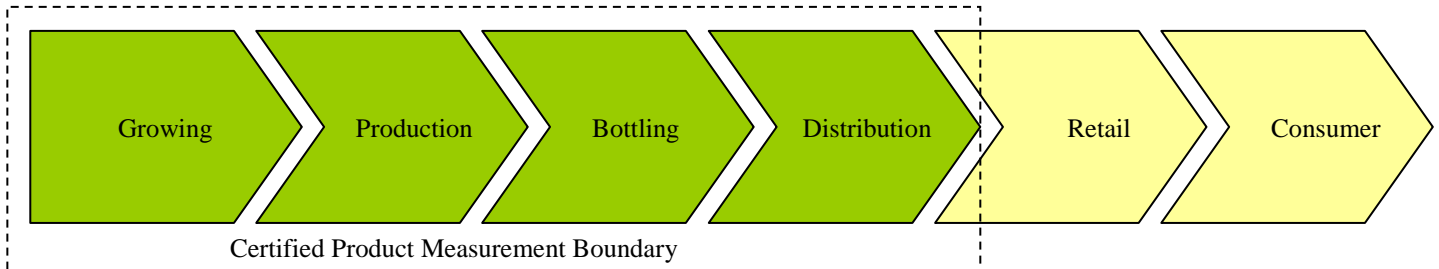 Growing
Production
Bottling
Distribution
Retail
Consumer
Certified Product Measurement Boundary